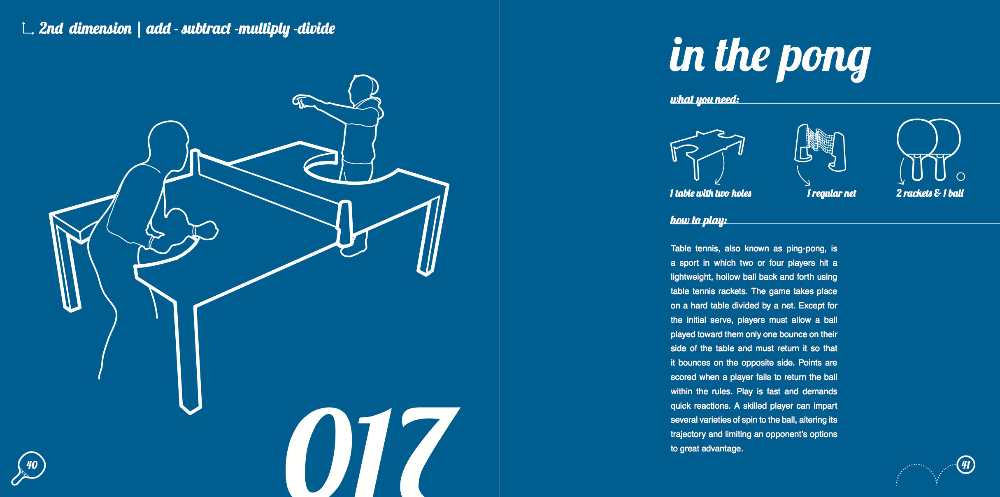 2nd dimension | add - subtract -multiply -divide
017
40
in the pong
what you need:
1 table with two holes
1 regular net
2 rackets & 1 ball
how to play:
Table tennis, also known as ping-pong, is
a sport in which two or four players hit a
lightweight, hollow ball back and forth using
table tennis rackets. The game takes place
on a hard table divided by a net. Except for
the initial serve, players must allow a ball
played toward them only one bounce on their
side of the table and must return it so that
it bounces on the opposite side. Points are
scored when a player fails to return the ball
within the rules. Play is fast and demands
quick reactions. A skilled player can impart
several varieties of spin to the ball, altering its
trajectory and limiting an opponent’s options
to great advantage.
41